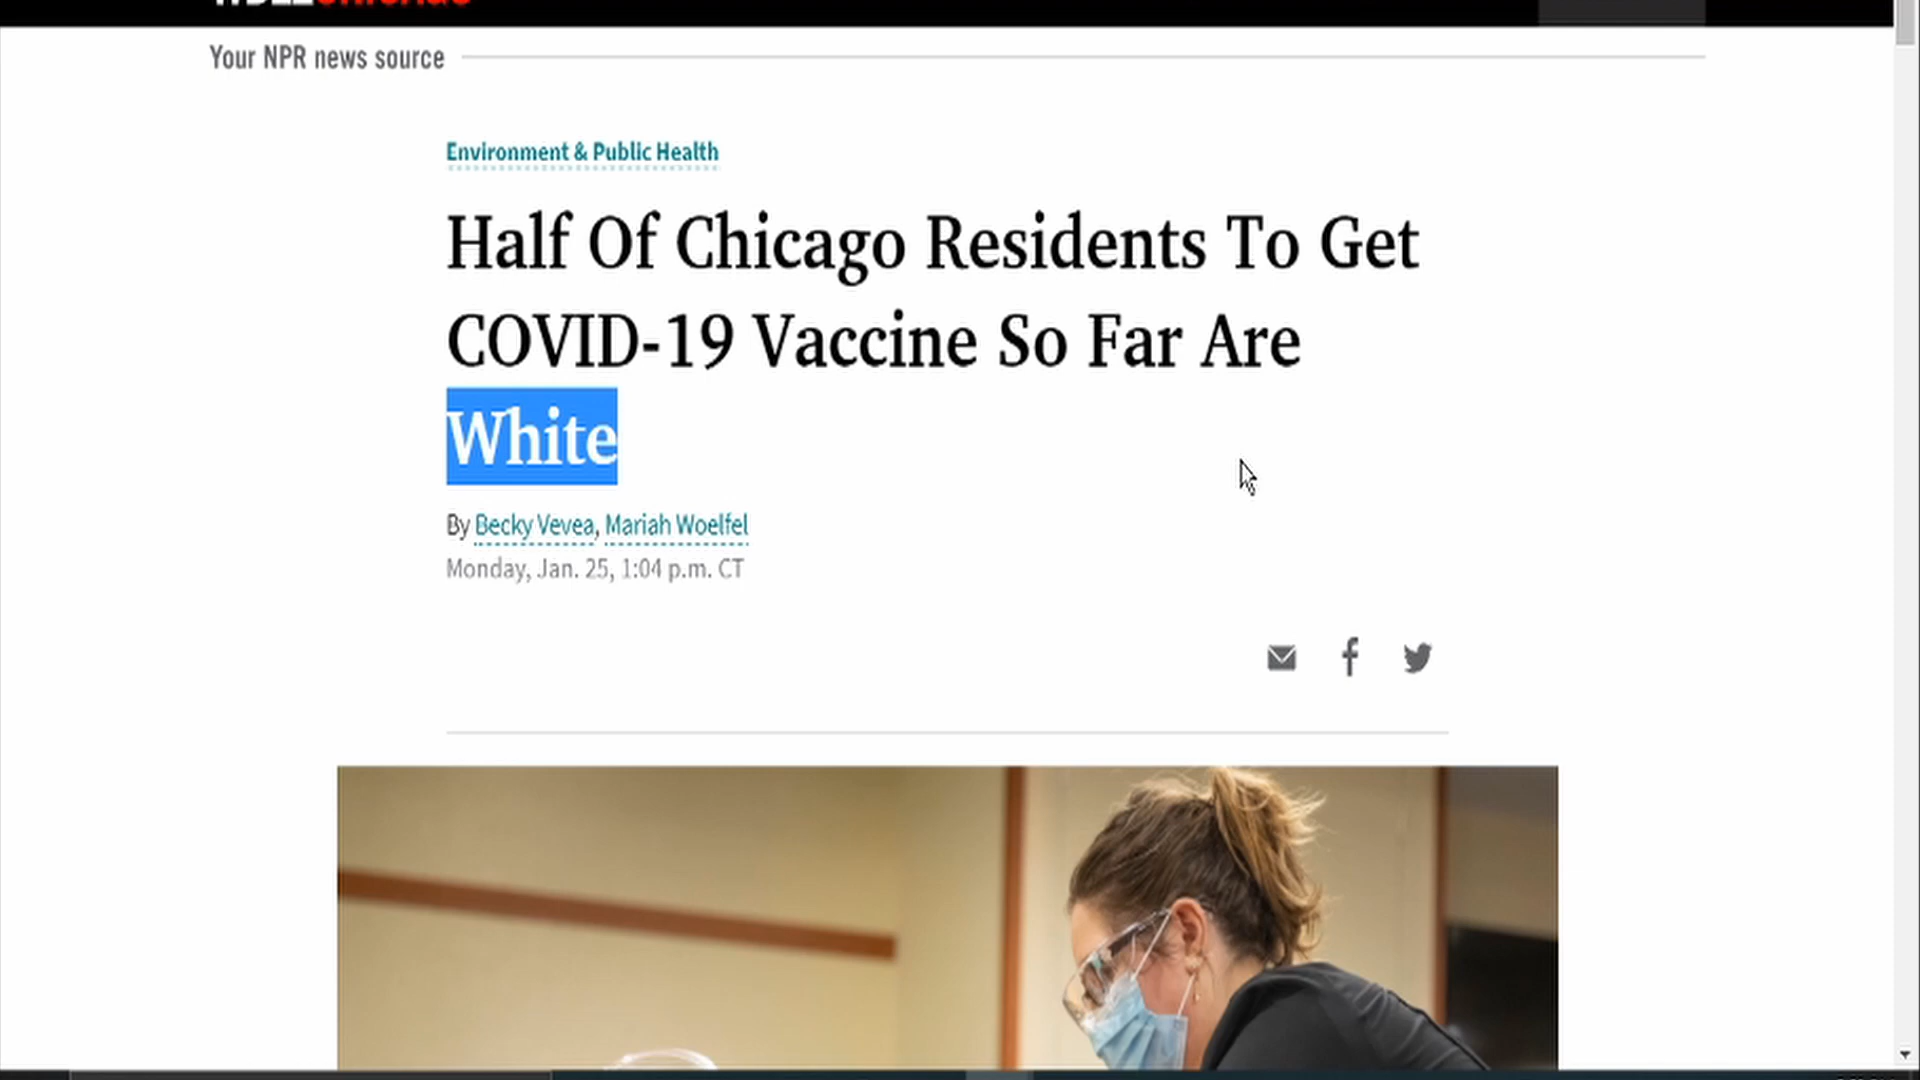 Your NPR news source
Environment & Public Health
Half Of Chicago Residents To Get
COVID-19 Vaccine So Far Are
White
By Becky Vevea, Mariah Woelfel
Monday, Jan. 25, 1:04 p.m. CT